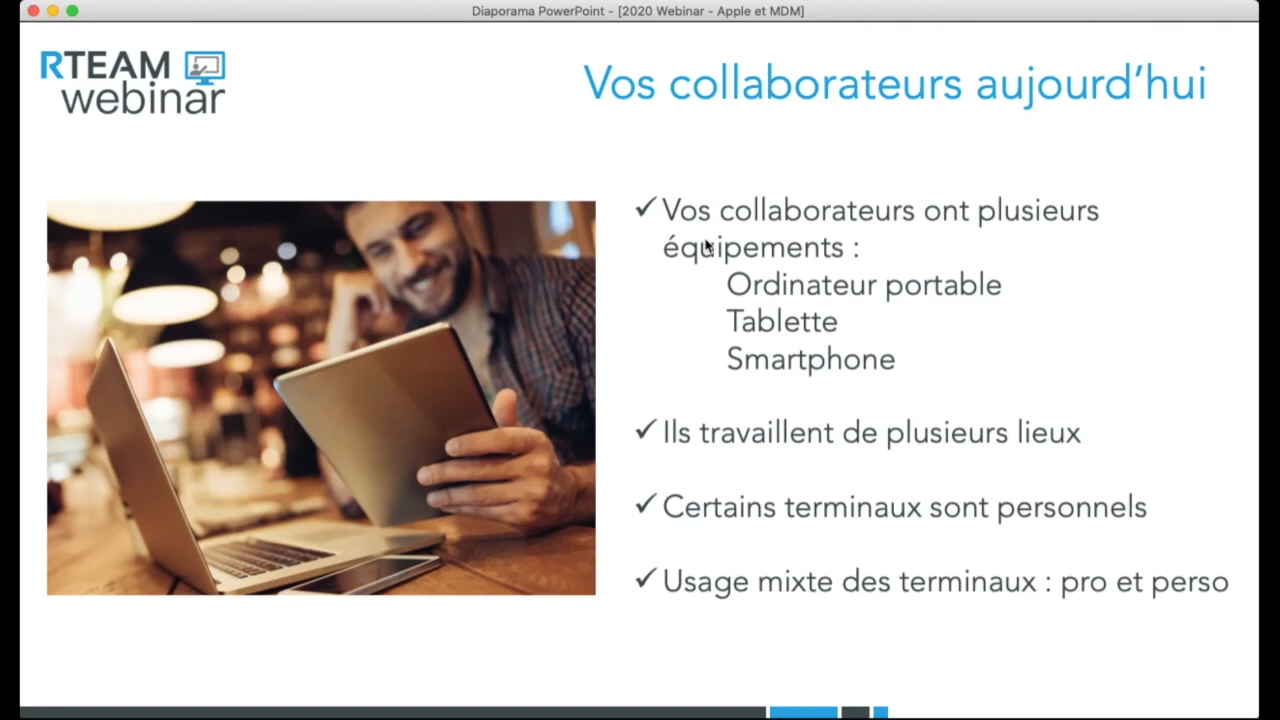 Diaporama PowerPoint - [2020 Webinar - Apple et MDM]
RTEAM
webinar
Vos collaborateurs aujourd’hui
✓ Vos collaborateurs ont plusieurs
équipements :
Ordinateur portable
Tablette
Smartphone
✓ Ils travaillent de plusieurs lieux
✓ Certains terminaux sont personnels
✓ Usage mixte des terminaux : pro et perso